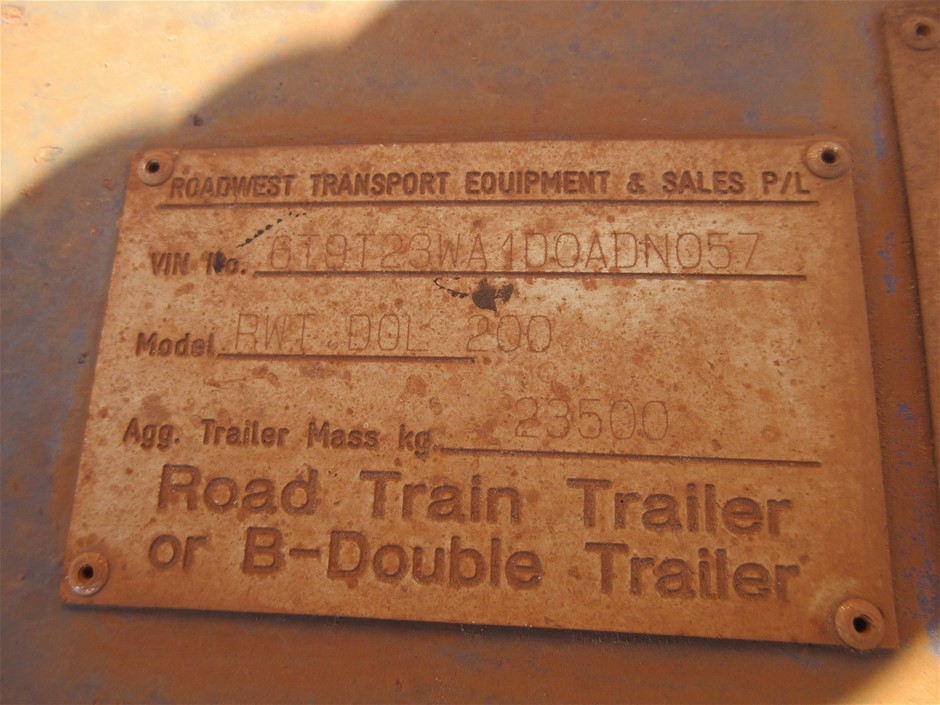 ROADWEST TRANSPORT EQUIPMENT & SALES P/L
VIN No. 6T9T23WA1D0ADN057
Model RWT DOL 200
Agg. Trailer Mass kg. 23500
Road Train Trailer
or B-Double Trailer